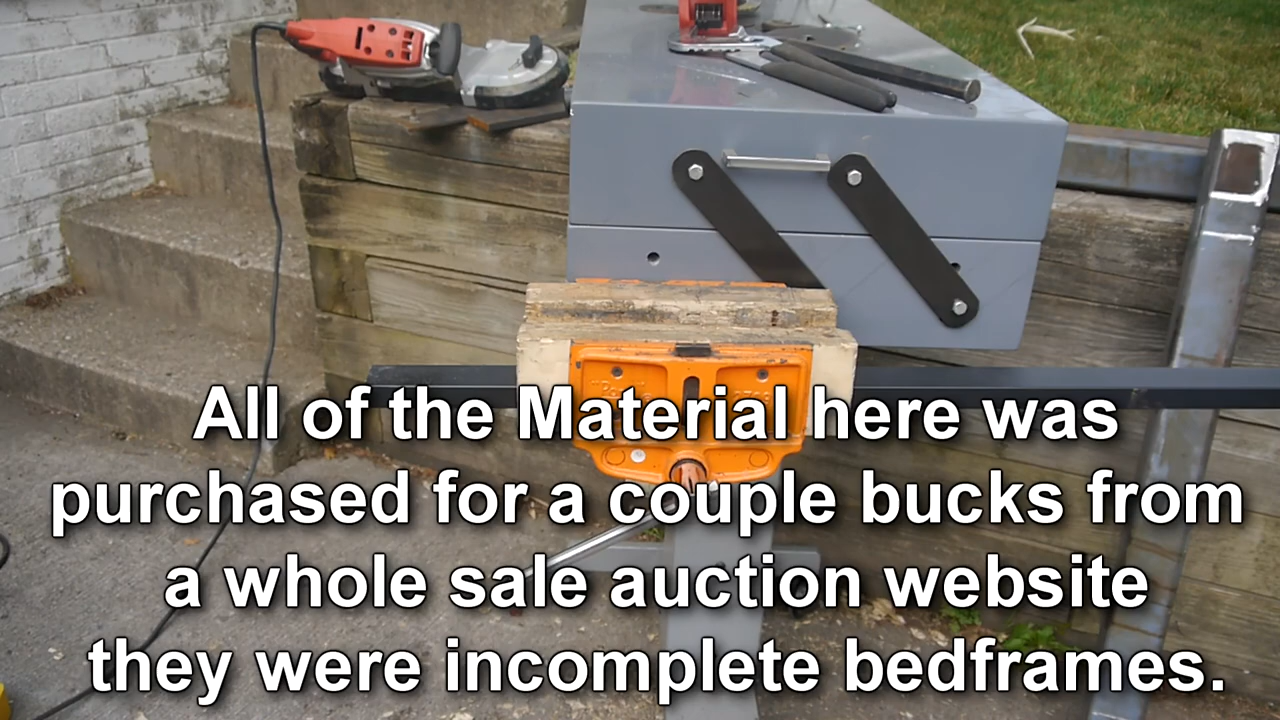 All of the Material here was
purchased for a couple bucks from
a whole sale auction website
they were incomplete bedframes.